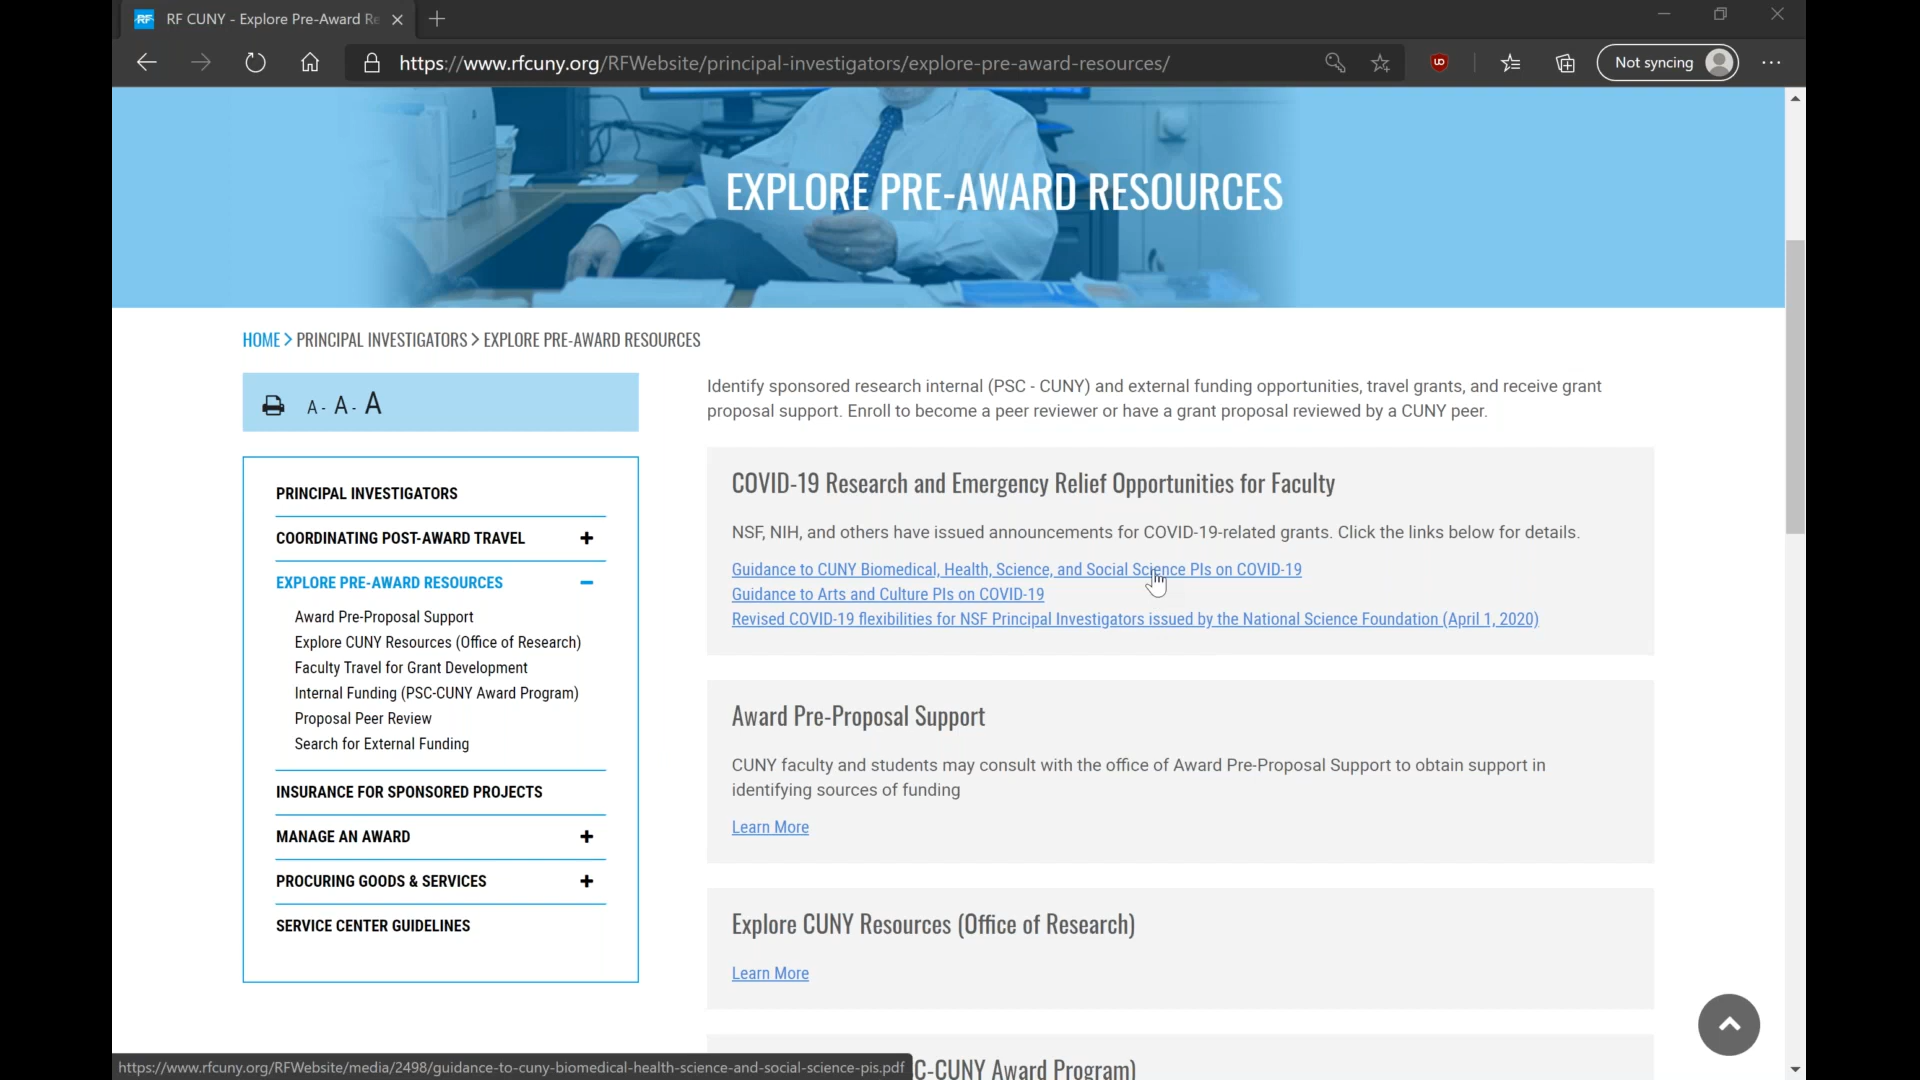 RF CUNY - Explore Pre-Award Re
https://www.rfcuny.org/RFWebsite/principal-investigators/explore-pre-award-resources/
Not syncing
EXPLORE PRE-AWARD RESOURCES
HOME > PRINCIPAL INVESTIGATORS > EXPLORE PRE-AWARD RESOURCES
A - A - A
PRINCIPAL INVESTIGATORS
COORDINATING POST-AWARD TRAVEL +
EXPLORE PRE-AWARD RESOURCES −
Award Pre-Proposal Support
Explore CUNY Resources (Office of Research)
Faculty Travel for Grant Development
Internal Funding (PSC-CUNY Award Program)
Proposal Peer Review
Search for External Funding
INSURANCE FOR SPONSORED PROJECTS
MANAGE AN AWARD +
PROCURING GOODS & SERVICES +
SERVICE CENTER GUIDELINES
Identify sponsored research internal (PSC - CUNY) and external funding opportunities, travel grants, and receive grant
proposal support. Enroll to become a peer reviewer or have a grant proposal reviewed by a CUNY peer.
COVID-19 Research and Emergency Relief Opportunities for Faculty
NSF, NIH, and others have issued announcements for COVID-19-related grants. Click the links below for details.
Guidance to CUNY Biomedical, Health, Science, and Social Science PIs on COVID-19
Guidance to Arts and Culture PIs on COVID-19
Revised COVID-19 flexibilities for NSF Principal Investigators issued by the National Science Foundation (April 1, 2020)
Award Pre-Proposal Support
CUNY faculty and students may consult with the office of Award Pre-Proposal Support to obtain support in
identifying sources of funding
Learn More
Explore CUNY Resources (Office of Research)
Learn More
C-CUNY Award Program)
https://www.rfcuny.org/RFWebsite/media/2498/guidance-to-cuny-biomedical-health-science-and-social-science-pis.pdf